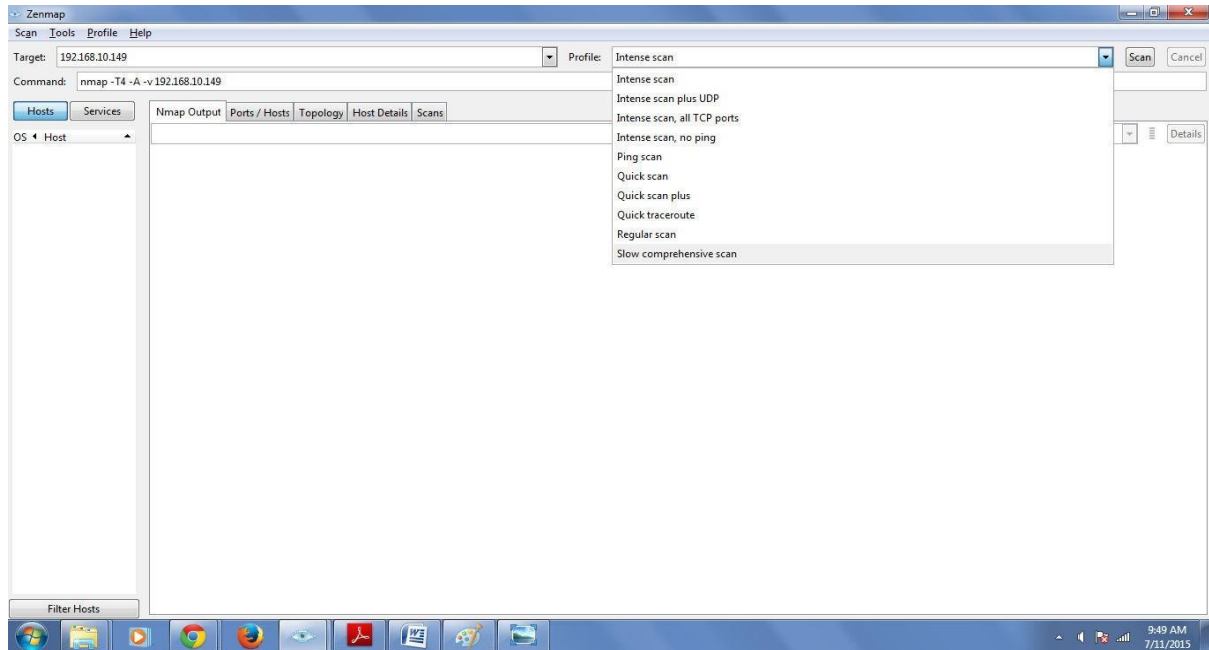 Zenmap
Scan Tools Profile Help
Target: 192.168.10.149 Profile: Intense scan Scan Cancel
Command: nmap -T4 -A -v 192.168.10.149
Intense scan
Intense scan plus UDP
Intense scan, all TCP ports
Intense scan, no ping
Ping scan
Quick scan
Quick scan plus
Quick traceroute
Regular scan
Slow comprehensive scan
Hosts Services
Nmap Output Ports / Hosts Topology Host Details Scans
OS Host
Details
Filter Hosts
9:49 AM
7/11/2015